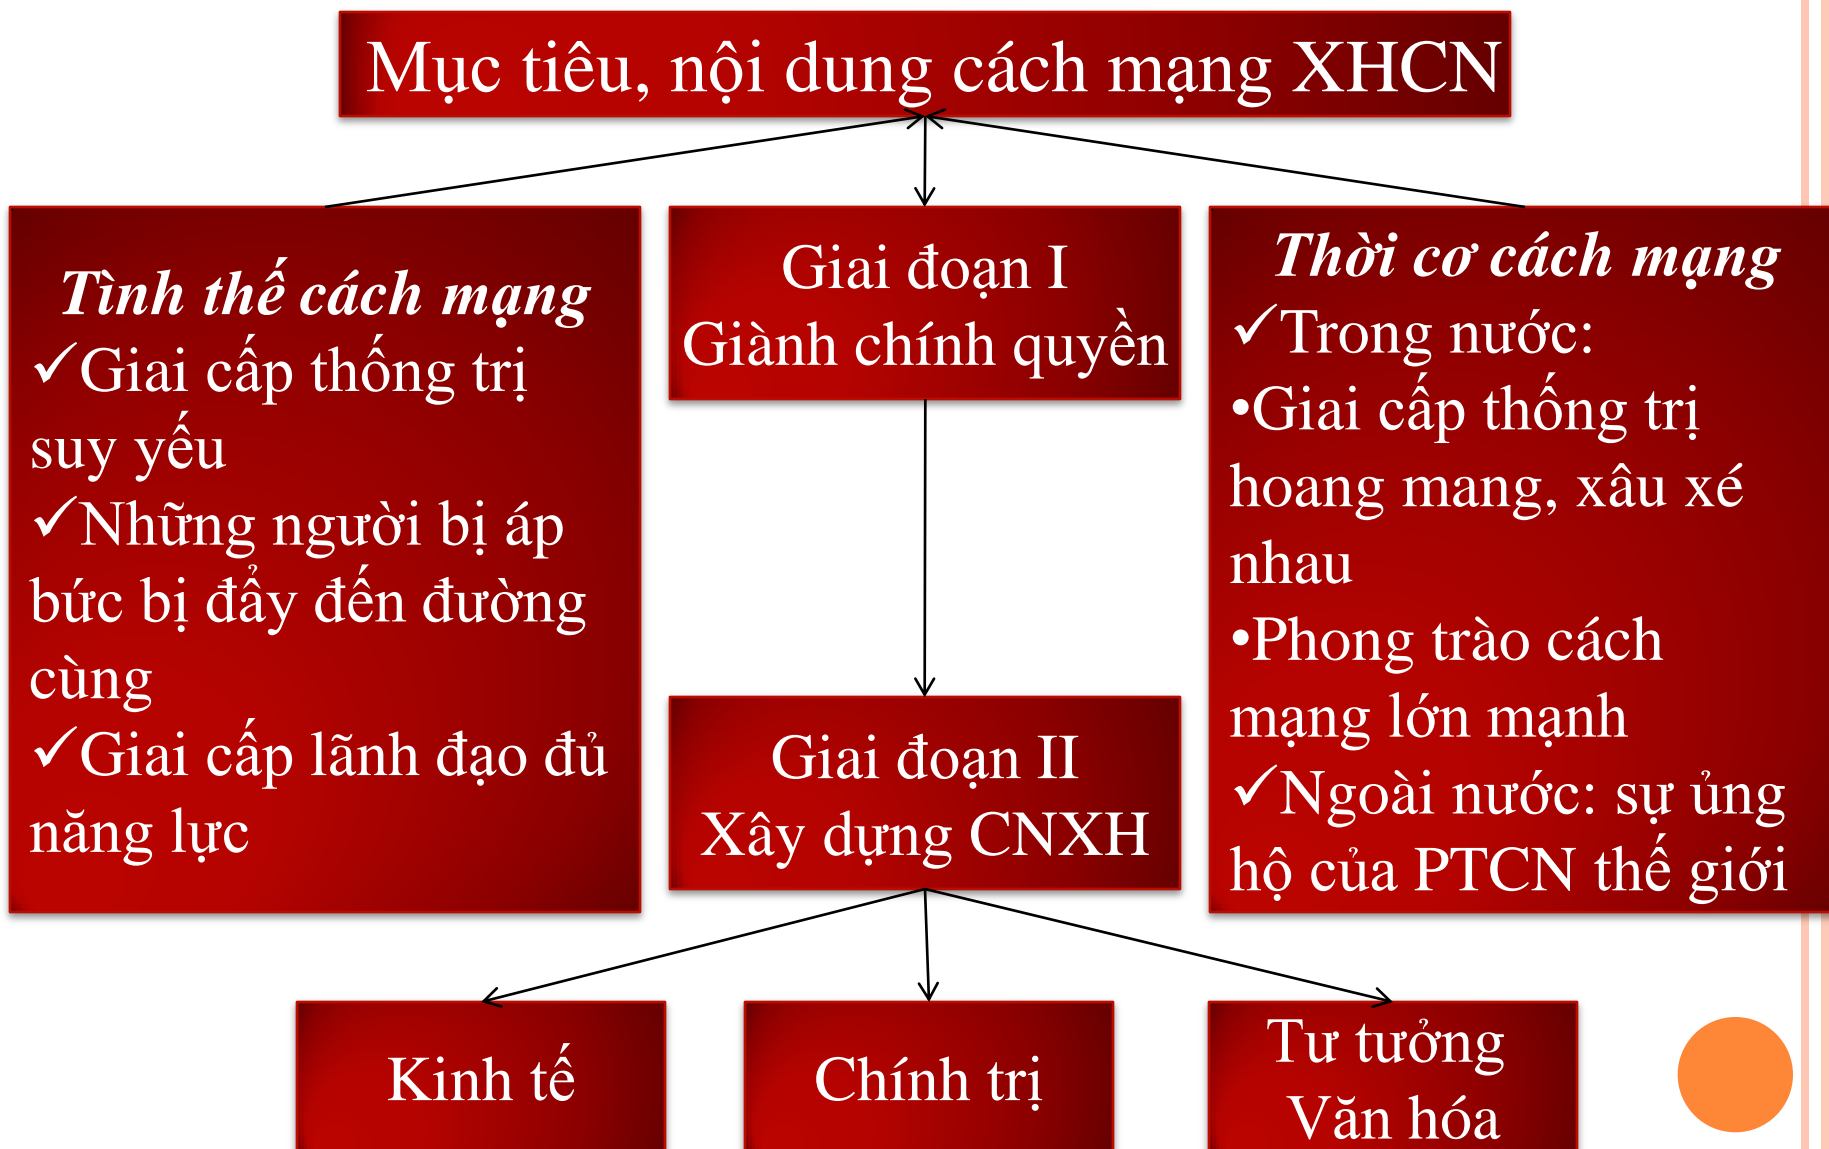 Mục tiêu, nội dung cách mạng XHCN
Tình thế cách mạng
✓Giai cấp thống trị
suy yếu
✓Những người bị áp
bức bị đẩy đến đường
cùng
✓Giai cấp lãnh đạo đủ
năng lực
Giai đoạn I
Giành chính quyền
Giai đoạn II
Xây dựng CNXH
Thời cơ cách mạng
✓Trong nước:
•Giai cấp thống trị
hoang mang, xâu xé
nhau
•Phong trào cách
mạng lớn mạnh
✓Ngoài nước: sự ủng
hộ của PTCN thế giới
Kinh tế
Chính trị
Tư tưởng
Văn hóa